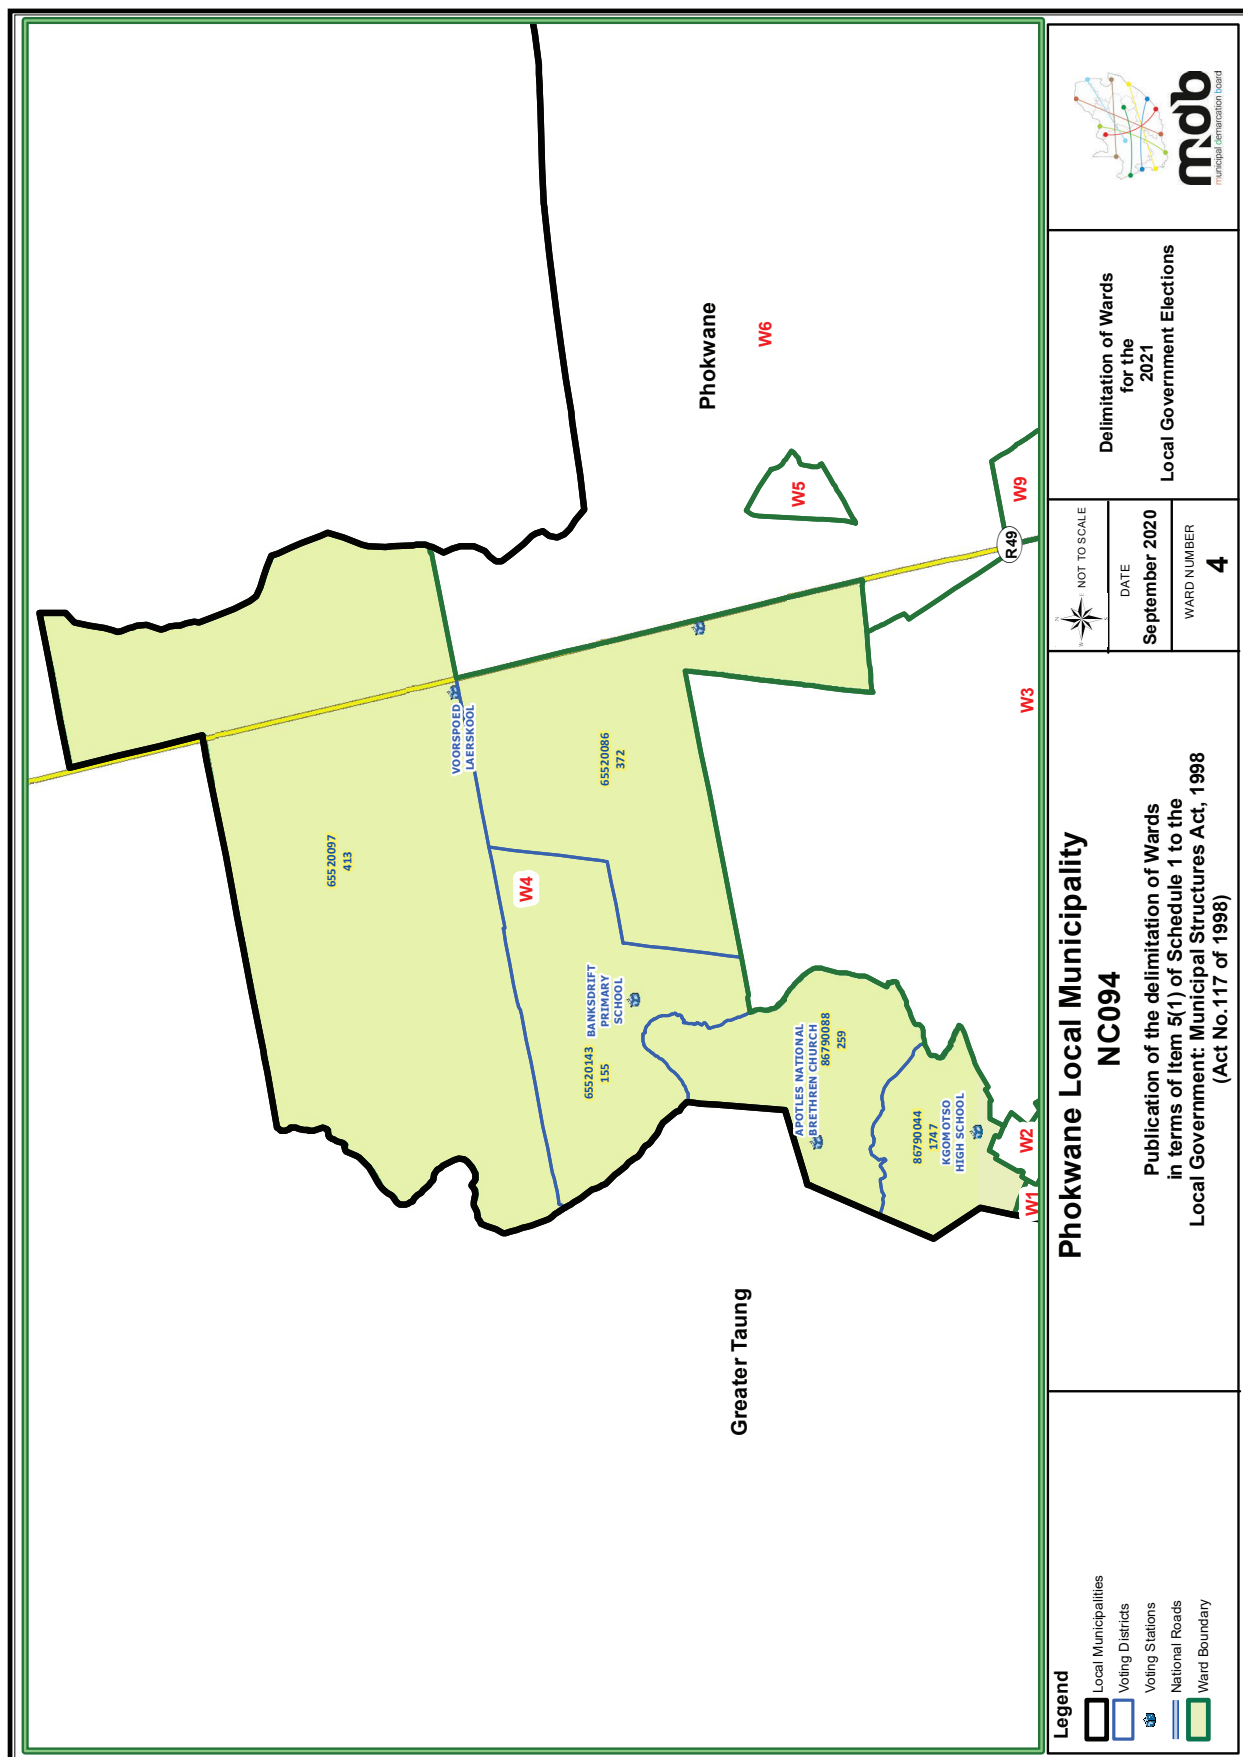 Phokwane
W6
W5
W9
R49
W3
VOORSPOED
LAERSKOOL
65520097
413
65520086
372
W4
BANKSDRIFT
PRIMARY
SCHOOL
65520143
155
APOTLES NATIONAL
BRETHREN CHURCH
86790088
259
86790044
1747
KGOMOTSO
HIGH SCHOOL
W2
W1
Greater Taung
Legend
Local Municipalities
Voting Districts
Voting Stations
National Roads
Ward Boundary
Phokwane Local Municipality
NC094
Publication of the delimitation of Wards
in terms of Item 5(1) of Schedule 1 to the
Local Government: Municipal Structures Act, 1998
(Act No.117 of 1998)
N
W
E
S
NOT TO SCALE
DATE
September 2020
WARD NUMBER
4
Delimitation of Wards
for the
2021
Local Government Elections
mdb
municipal demarcation board